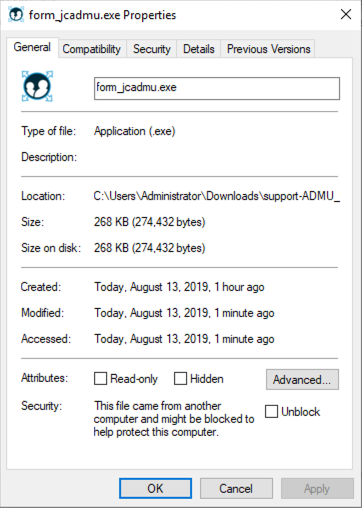 form_jcadmu.exe Properties
General Compatibility Security Details Previous Versions
form_jcadmu.exe
Type of file: Application (.exe)
Description:
Location: C:\Users\Administrator\Downloads\support-ADMU_
Size: 268 KB (274,432 bytes)
Size on disk: 268 KB (274,432 bytes)
Created: Today, August 13, 2019, 1 hour ago
Modified: Today, August 13, 2019, 1 minute ago
Accessed: Today, August 13, 2019, 1 minute ago
Attributes: Read-only Hidden Advanced...
Security: This file came from another
computer and might be blocked to
help protect this computer.
Unblock
OK Cancel Apply